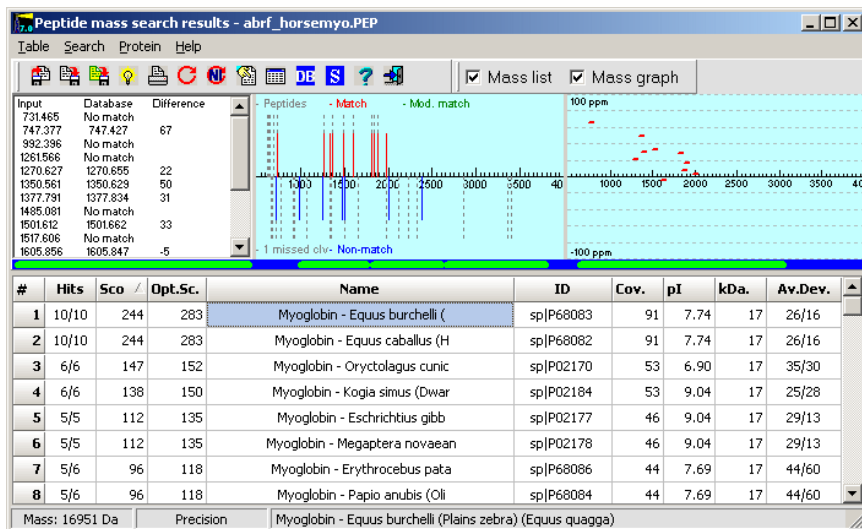 Peptide mass search results - abrf_horsemyo.PEP
Table Search Protein Help
DB S ? Mass list Mass graph
Input Database Difference
731.465 No match
747.377 747.427 67
992.396 No match
1261.566 No match
1270.627 1270.655 22
1350.561 1350.629 50
1377.791 1377.834 31
1485.081 No match
1501.612 1501.662 33
1517.606 No match
1605.856 1605.847 -5
- Peptides - Match - Mod. match
1000 1500 2000 2500 3000 3500 40
- 1 missed clv - Non-match
100 ppm
1000 1500 2000 2500 3000 3500 40
-100 ppm
# Hits Sco Opt.Sc. Name ID Cov. pI kDa. Av.Dev.
1 10/10 244 283 Myoglobin - Equus burchelli ( sp|P68083 91 7.74 17 26/16
2 10/10 244 283 Myoglobin - Equus caballus (H sp|P68082 91 7.74 17 26/16
3 6/6 147 152 Myoglobin - Oryctolagus cunic sp|P02170 53 6.90 17 35/30
4 6/6 138 150 Myoglobin - Kogia simus (Dwar sp|P02184 53 9.04 17 25/28
5 5/5 112 135 Myoglobin - Eschrichtius gibb sp|P02177 46 9.04 17 29/13
6 5/5 112 135 Myoglobin - Megaptera novaean sp|P02178 46 9.04 17 29/13
7 5/6 96 118 Myoglobin - Erythrocebus pata sp|P68086 44 7.69 17 44/60
8 5/6 96 118 Myoglobin - Papio anubis (Oli sp|P68084 44 7.69 17 44/60
Mass: 16951 Da Precision Myoglobin - Equus burchelli (Plains zebra) (Equus quagga)